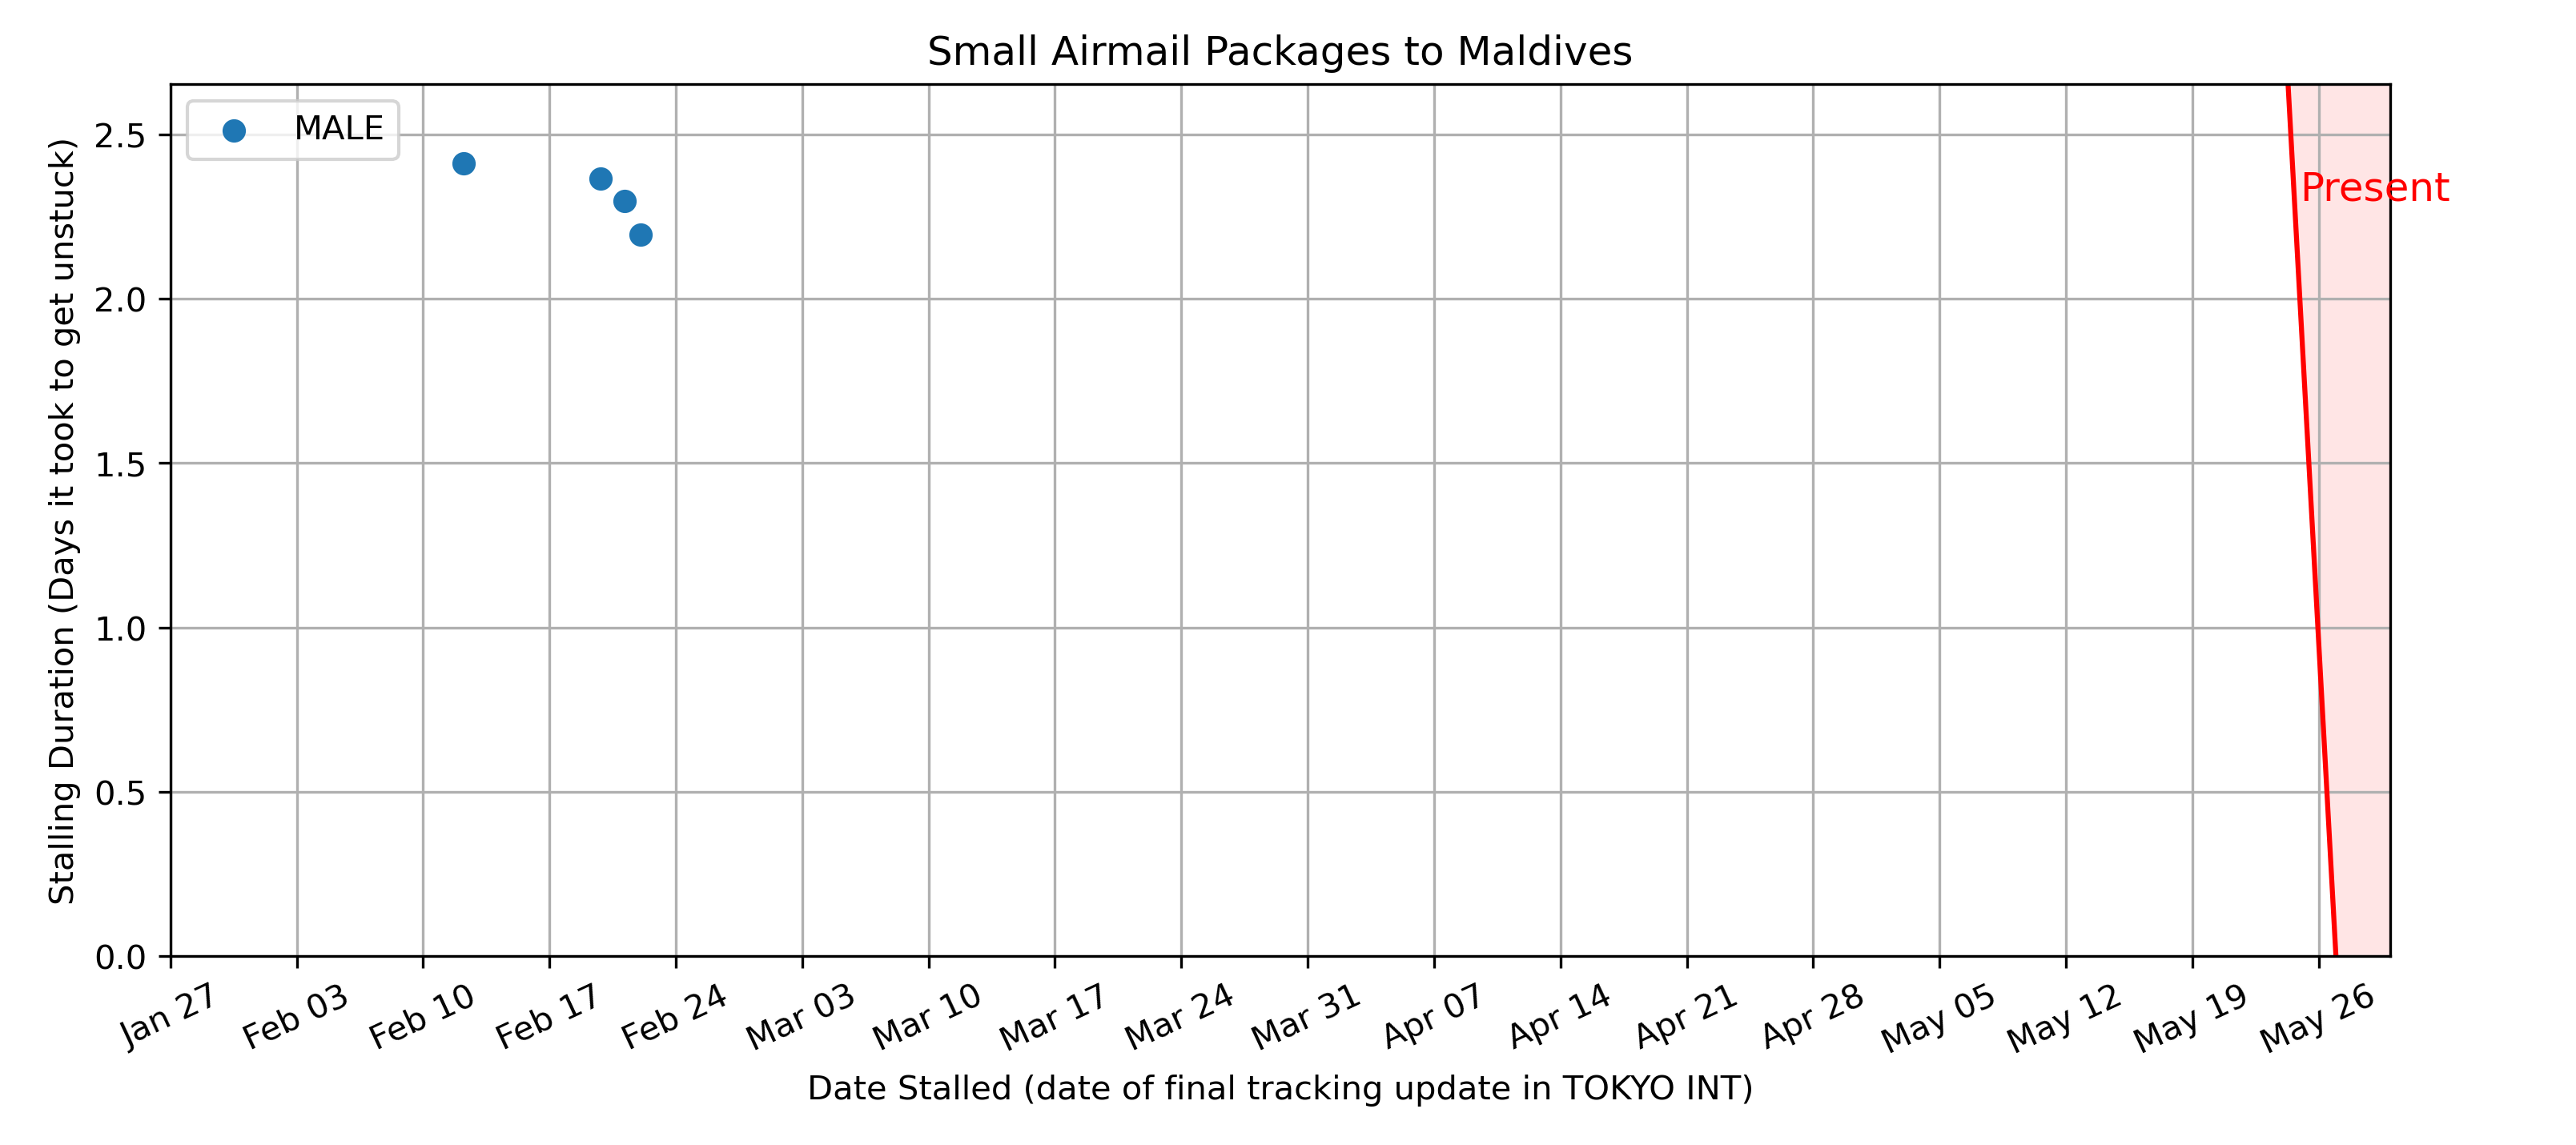 Small Airmail Packages to Maldives
MALE
Present
Stalling Duration (Days it took to get unstuck)
2.5
2.0
1.5
1.0
0.5
0.0
Jan 27
Feb 03
Feb 10
Feb 17
Feb 24
Mar 03
Mar 10
Mar 17
Mar 24
Mar 31
Apr 07
Apr 14
Apr 21
Apr 28
May 05
May 12
May 19
May 26
Date Stalled (date of final tracking update in TOKYO INT)